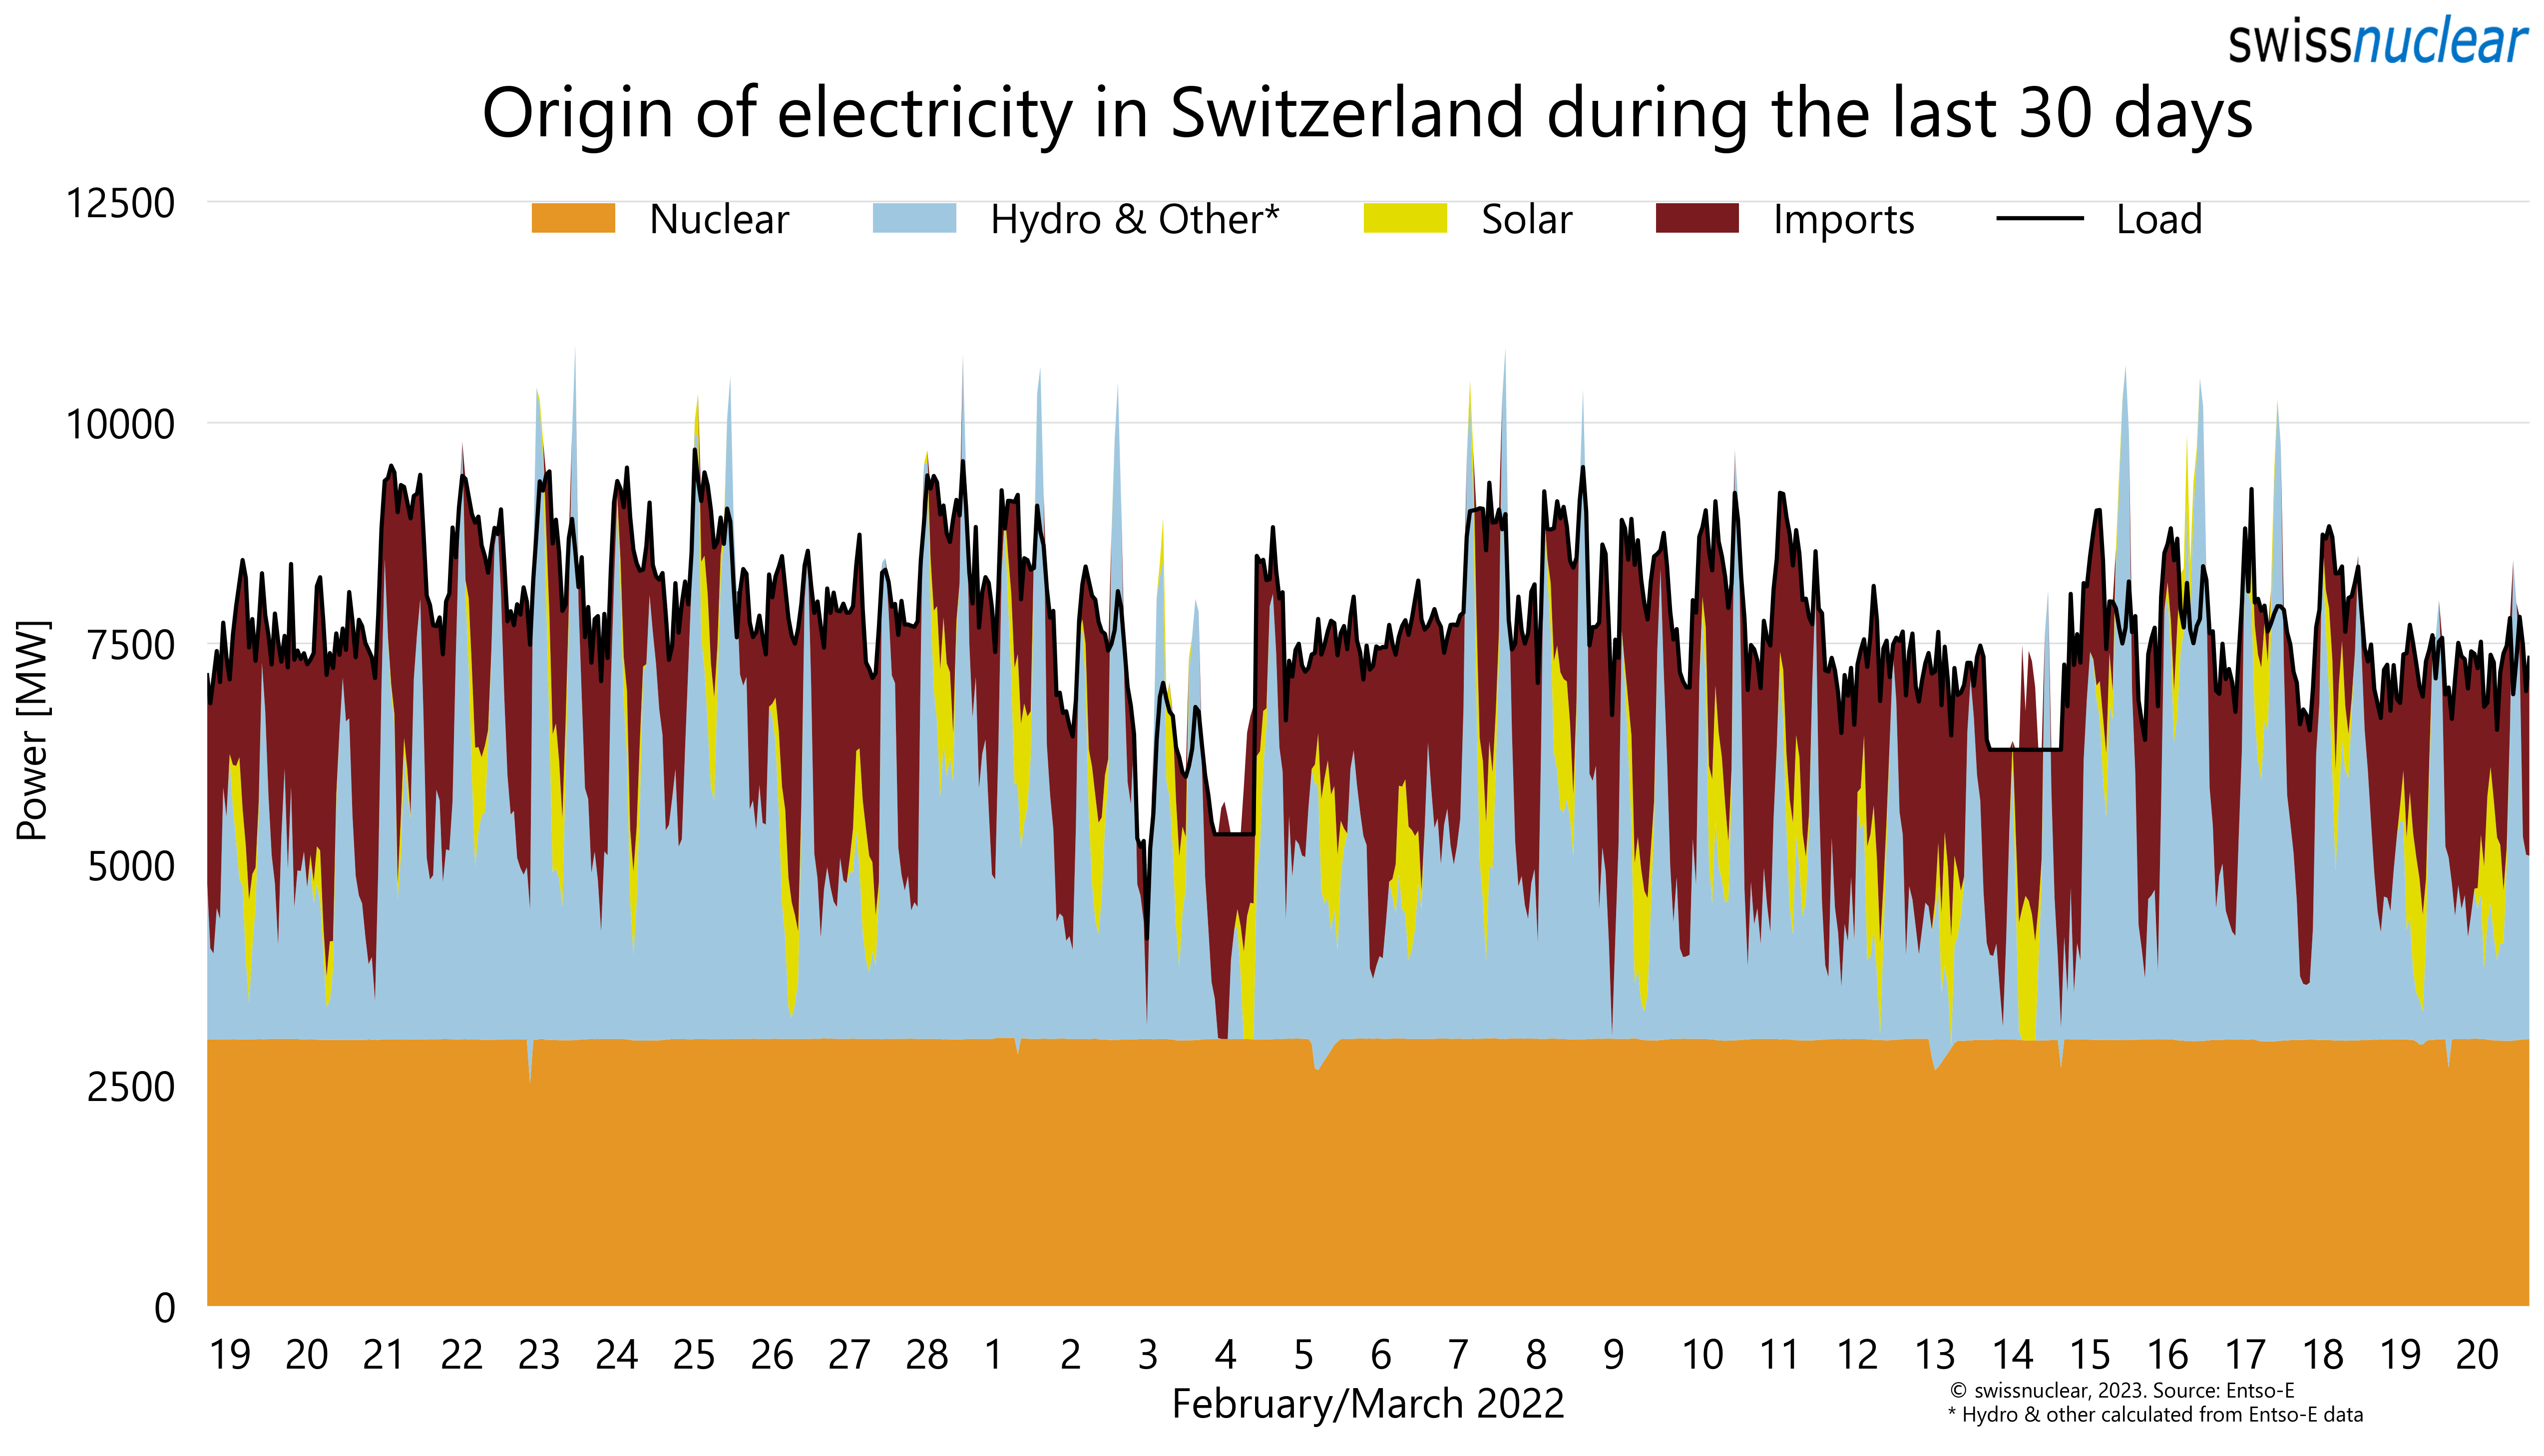 swissnuclear
Origin of electricity in Switzerland during the last 30 days
12500
Nuclear Hydro & Other* Solar Imports Load
10000
7500
5000
2500
0
Power [MW]
19 20 21 22 23 24 25 26 27 28 1 2 3 4 5 6 7 8 9 10 11 12 13 14 15 16 17 18 19 20
February/March 2022
© swissnuclear, 2023. Source: Entso-E
* Hydro & other calculated from Entso-E data